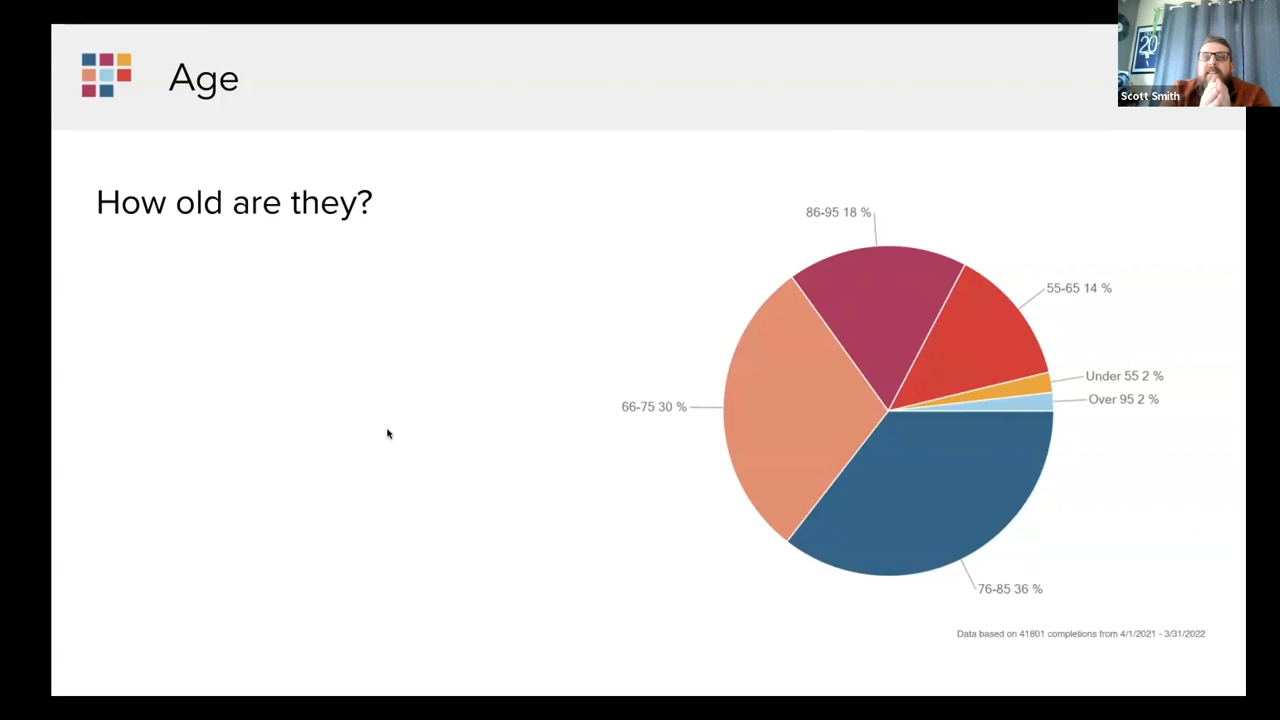 Age
20
Scott Smith
How old are they?
86-95 18 %
55-65 14 %
Under 55 2 %
Over 95 2 %
66-75 30 %
76-85 36 %
Data based on 41801 completions from 4/1/2021 - 3/31/2022